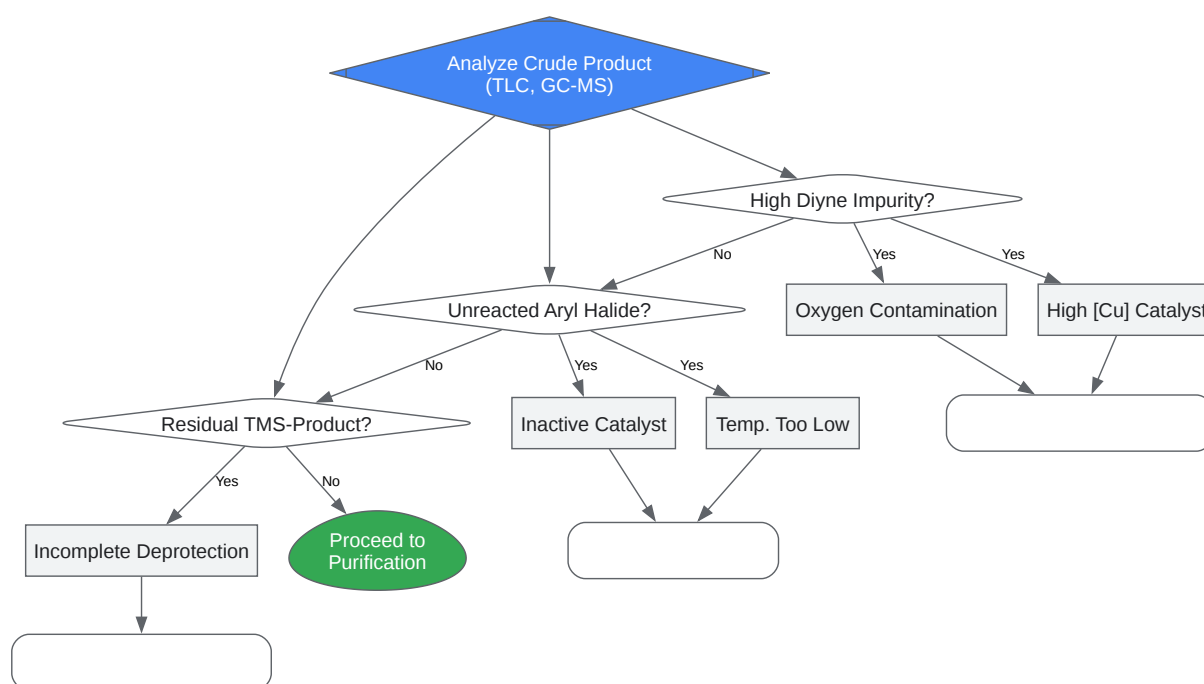 Analyze Crude Product
(TLC, GC-MS)
High Diyne Impurity?
No
Yes
Yes
Unreacted Aryl Halide?
Oxygen Contamination
High [Cu] Catalyst
No
Yes
Yes
Residual TMS-Product?
Inactive Catalyst
Temp. Too Low
Yes
No
Incomplete Deprotection
Proceed to
Purification